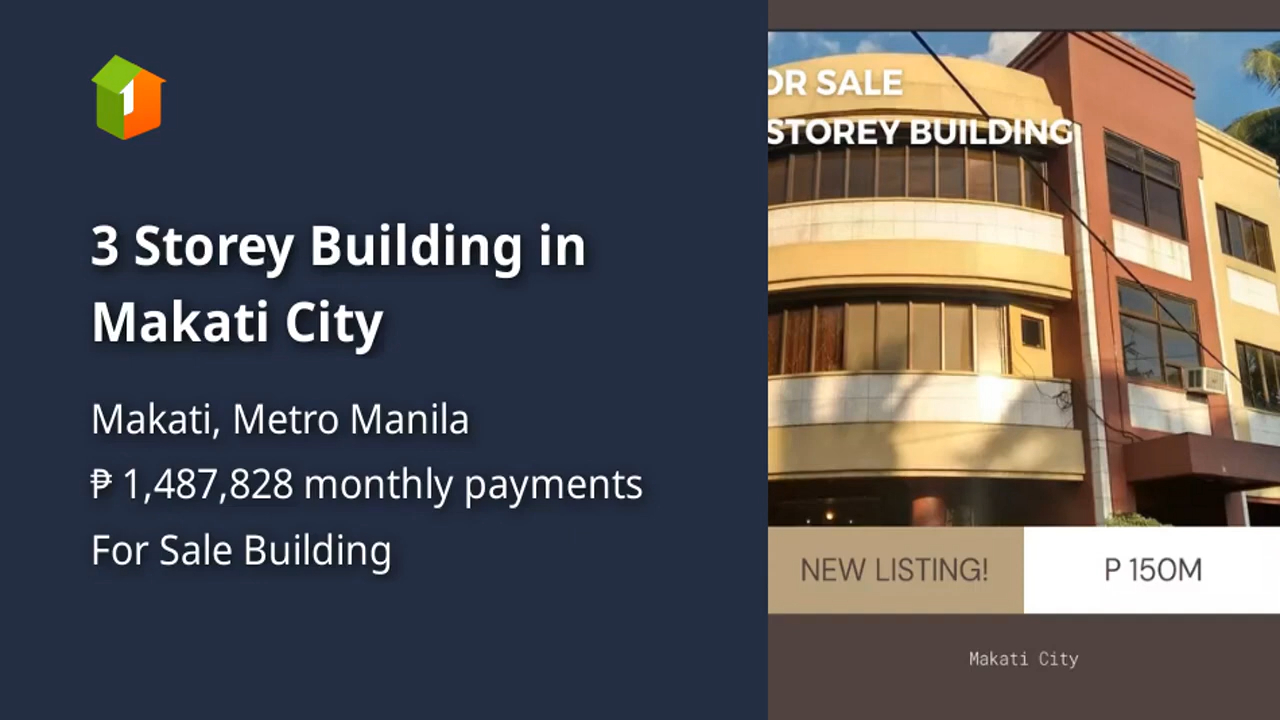 3 Storey Building in
Makati City
Makati, Metro Manila
₱ 1,487,828 monthly payments
For Sale Building
OR SALE
STOREY BUILDING
NEW LISTING!
P 150M
Makati City